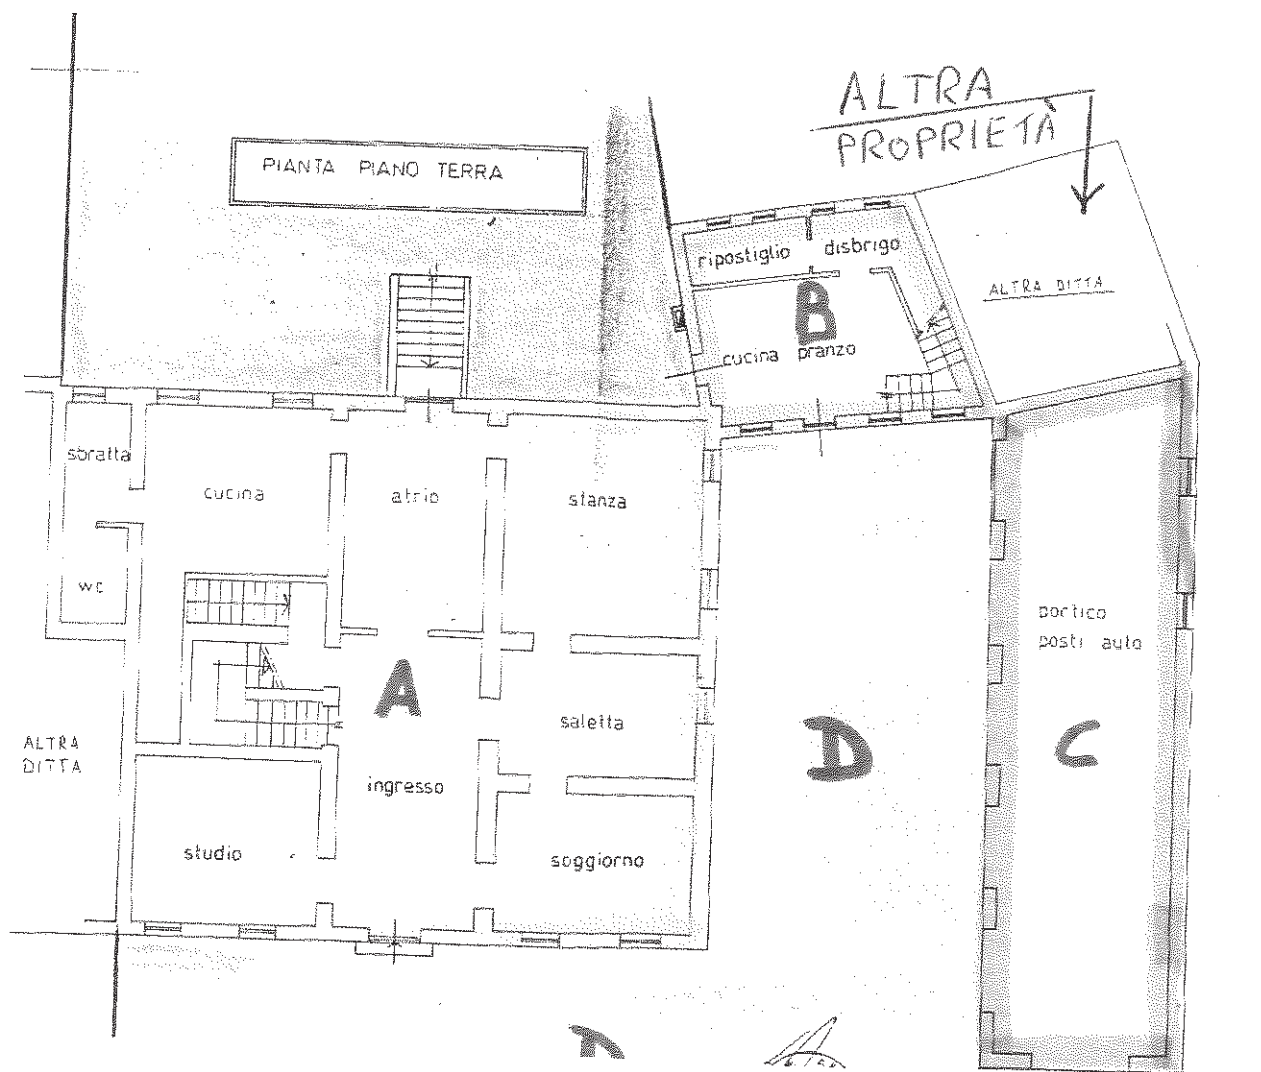 ALTRA
PROPRIETÀ
PIANTA PIANO TERRA
ripostiglio disbrigo
ALTRA DITTA
B
cucina pranzo
sbratta
cucina
atrio
stanza
wc
portico
posti auto
A
saletta
D
C
ALTRA
DITTA
ingresso
studio
soggiorno
D